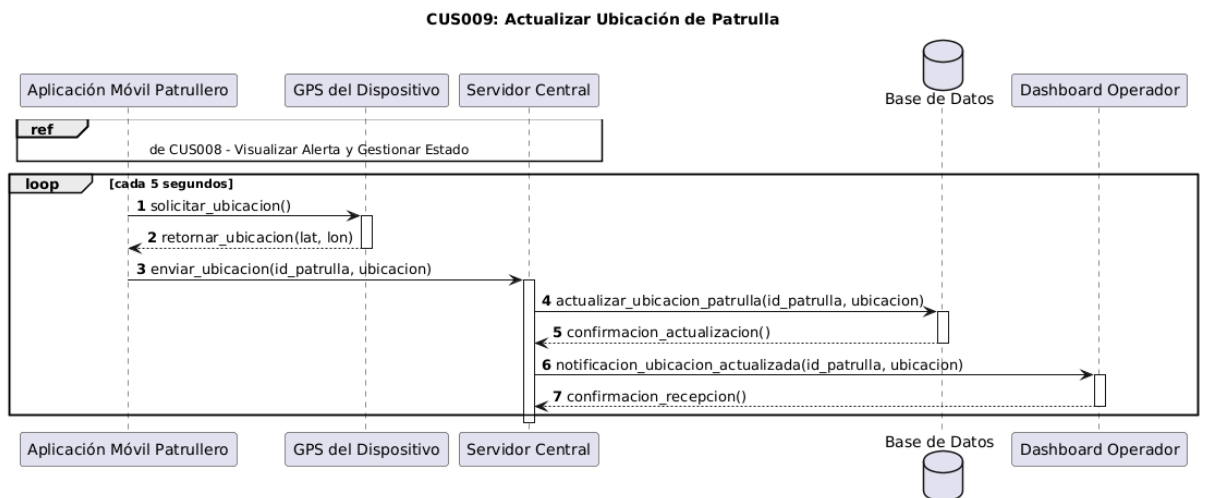 CUS009: Actualizar Ubicación de Patrulla
Aplicación Móvil Patrullero
GPS del Dispositivo
Servidor Central
Base de Datos
Dashboard Operador
ref
de CUS008 - Visualizar Alerta y Gestionar Estado
loop
[cada 5 segundos]
1 solicitar_ubicacion()
2 retornar_ubicacion(lat, lon)
3 enviar_ubicacion(id_patrulla, ubicacion)
4 actualizar_ubicacion_patrulla(id_patrulla, ubicacion)
5 confirmacion_actualizacion()
6 notificacion_ubicacion_actualizada(id_patrulla, ubicacion)
7 confirmacion_recepcion()
Aplicación Móvil Patrullero
GPS del Dispositivo
Servidor Central
Base de Datos
Dashboard Operador